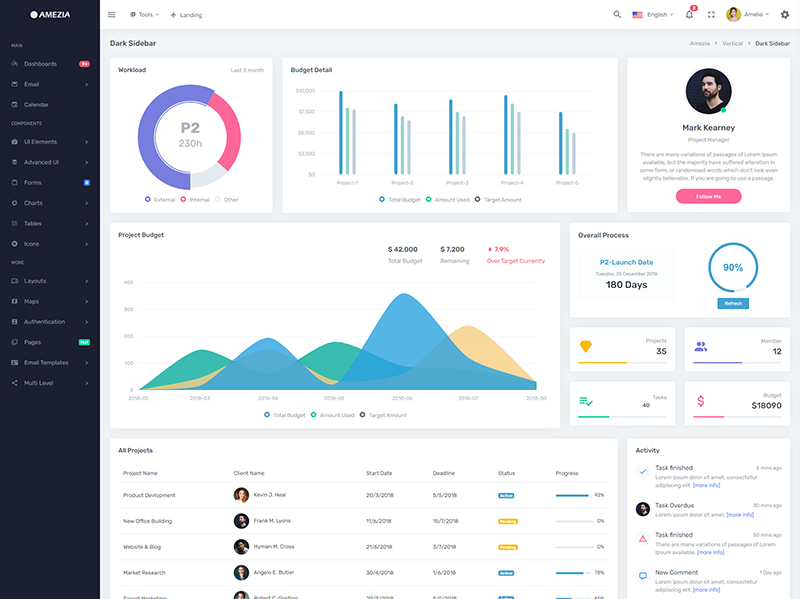 AMEZIA
Tools
+ Landing
English
3
Amelia
MAIN
Dashboards 9+
Email
Calendar
COMPONENTS
UI Elements
Advanced UI
Forms 8
Charts
Tables
Icons
MORE
Layouts
Maps
Authentication
Pages Hot
Email Templates
Multi Level
Dark Sidebar
Amezia > Vertical > Dark Sidebar
Workload
Last 3 month
P2
230h
External Internal Other
Budget Detail
$10,000
$7,500
$5,000
$2,500
$0
Project-1 Project-2 Project-3 Project-4 Project-5
Total Budget Amount Used Target Amount
Mark Kearney
Project Manager
There are many variations of passages of Lorem Ipsum
available, but the majority have suffered alteration in
some form, or randomised words which don't look even
slightly believable. If you are going to use a passage.
Follow Me
Project Budget
$ 42,000
Total Budget
$ 7,200
Remaining
7.9%
Over Target Currently
400
300
200
100
0
2018-02 2018-03 2018-04 2018-05 2018-06 2018-07 2018-08
Total Budget Amount Used Target Amount
Overall Process
P2-Launch Date
Tuesday, 25 December 2018
180 Days
90%
Refresh
Projects
35
Member
12
Tasks
40
Budget
$18090
All Projects
Project Name Client Name Start Date Deadline Status Progress
Product Devlopment Kevin J. Heal 20/3/2018 5/5/2018 Active 92%
New Office Building Frank M. Lyons 11/6/2018 15/7/2018 Pending 0%
Website & Blog Hyman M. Cross 21/6/2018 3/7/2018 Pending 0%
Market Research Angelo E. Butler 30/4/2018 1/6/2018 Active 78%
Export Marketing Robert C. Golding
Activity
Task finished 5 mins ago
Lorem ipsum dolor sit amet, consectetur
adipiscing elit. [more info]
Task Overdue 30 mins ago
Lorem ipsum dolor sit amet. [more info]
Task finished 50 mins ago
There are many variations of passages of Lorem
Ipsum available. [more info]
New Comment 1 Day ago
Lorem ipsum dolor sit amet, consectetur
adipiscing elit. [more info]